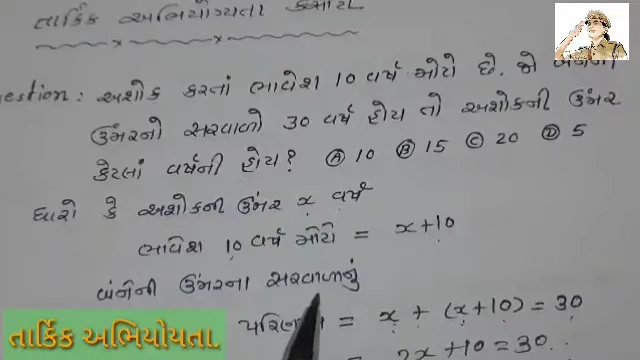 તાર્કિક અભિયોગ્યતા
estion: અશોક કરતાં ભાવેશ 10 વર્ષ મોટો છે. જો
ઉંમરનો સરવાળો 30 વર્ષ હોય તો અશોકની ઉંમર
કેટલાં વર્ષની હોય? Ⓐ 10 Ⓑ 15 Ⓒ 20 Ⓓ 5
ધારો કે અશોકની ઉંમર x વર્ષ
ભાવેશ 10 વર્ષ મોટો = x+10
બંનેની ઉંમરના સરવાળાનું
= x + (x+10) = 30
= 2x + 10 = 30.
તાર્કિક અભિયોયતા.